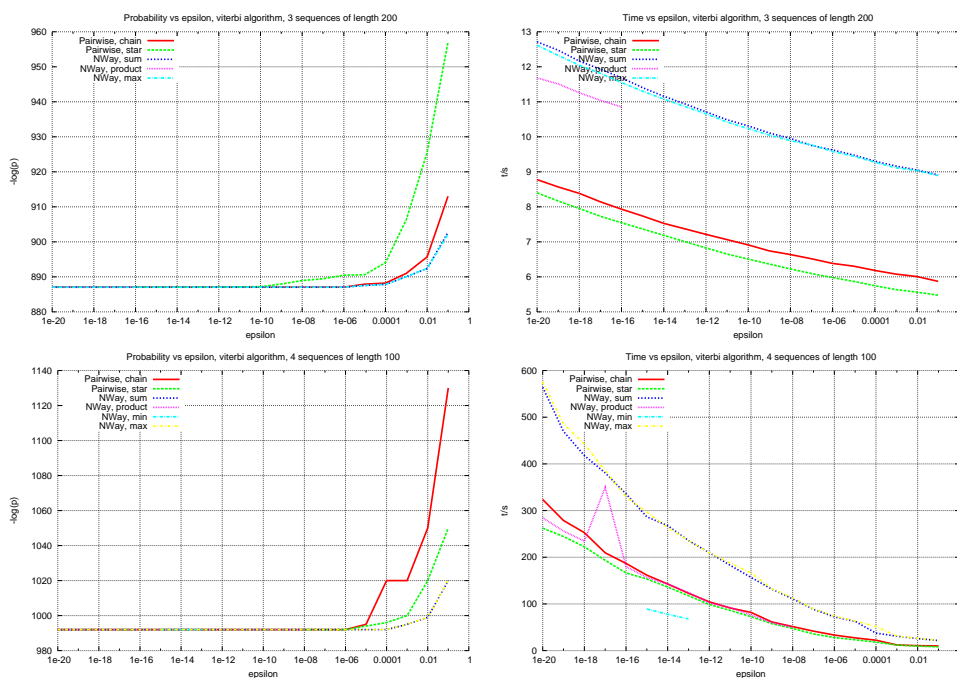 Probability vs epsilon, viterbi algorithm, 3 sequences of length 200
960
950
940
930
920
910
900
890
880
-log(p)
Pairwise, chain
Pairwise, star
NWay, sum
NWay, product
NWay, max
1e-20 1e-18 1e-16 1e-14 1e-12 1e-10 1e-08 1e-06 0.0001 0.01 1
epsilon
Time vs epsilon, viterbi algorithm, 3 sequences of length 200
13
12
11
10
9
8
7
6
5
t/s
Pairwise, chain
Pairwise, star
NWay, sum
NWay, product
NWay, max
1e-20 1e-18 1e-16 1e-14 1e-12 1e-10 1e-08 1e-06 0.0001 0.01
epsilon
Probability vs epsilon, viterbi algorithm, 4 sequences of length 100
1140
1120
1100
1080
1060
1040
1020
1000
980
-log(p)
Pairwise, chain
Pairwise, star
NWay, sum
NWay, product
NWay, min
NWay, max
1e-20 1e-18 1e-16 1e-14 1e-12 1e-10 1e-08 1e-06 0.0001 0.01 1
epsilon
Time vs epsilon, viterbi algorithm, 4 sequences of length 100
600
500
400
300
200
100
0
t/s
Pairwise, chain
Pairwise, star
NWay, sum
NWay, product
NWay, min
NWay, max
1e-20 1e-18 1e-16 1e-14 1e-12 1e-10 1e-08 1e-06 0.0001 0.01
epsilon